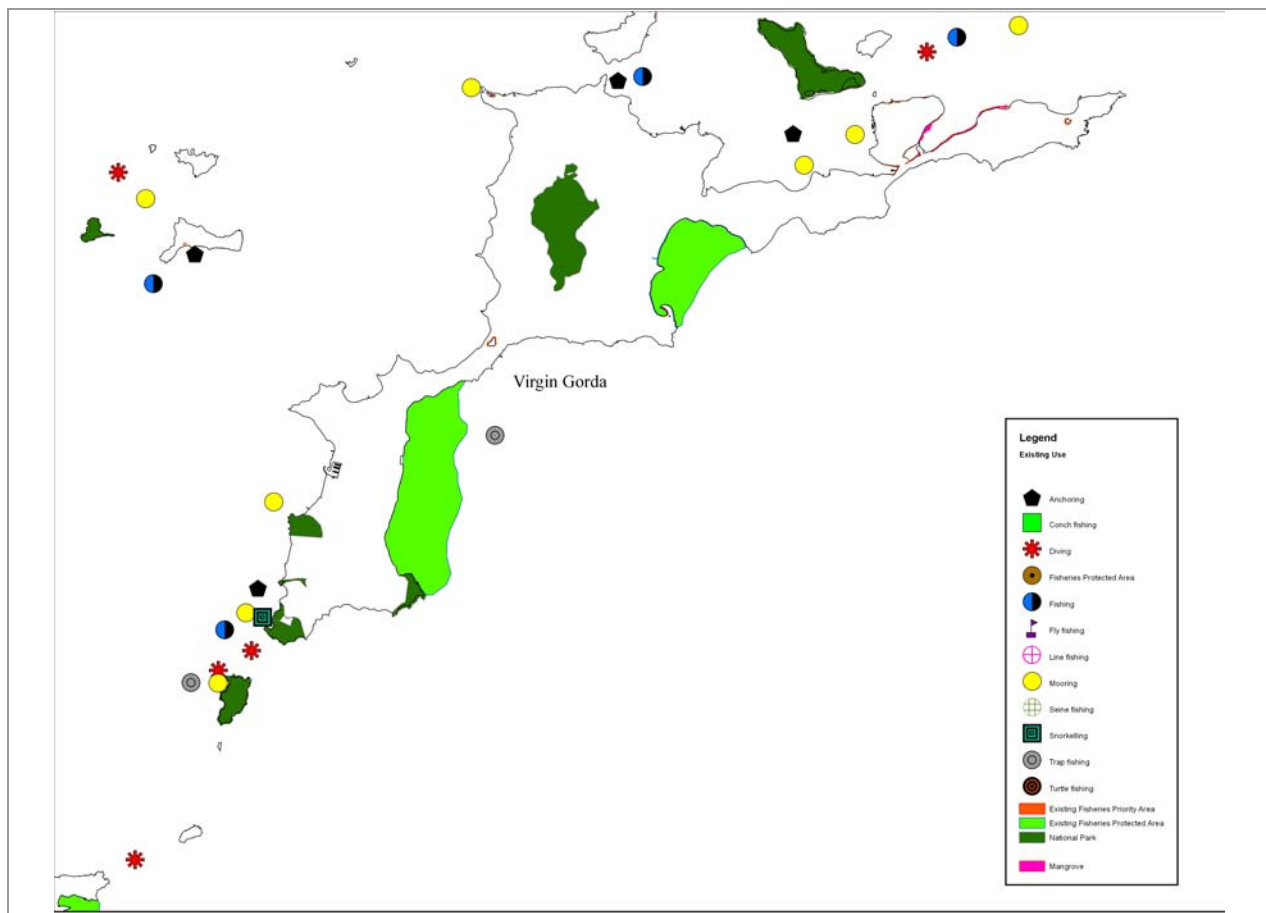 Virgin Gorda
Legend
Existing Use
Anchoring
Conch fishing
Diving
Fisheries Protected Area
Fishing
Fly fishing
Line fishing
Mooring
Seine fishing
Snorkelling
Trap fishing
Turtle fishing
Existing Fisheries Priority Area
Existing Fisheries Protected Area
National Park
Mangrove